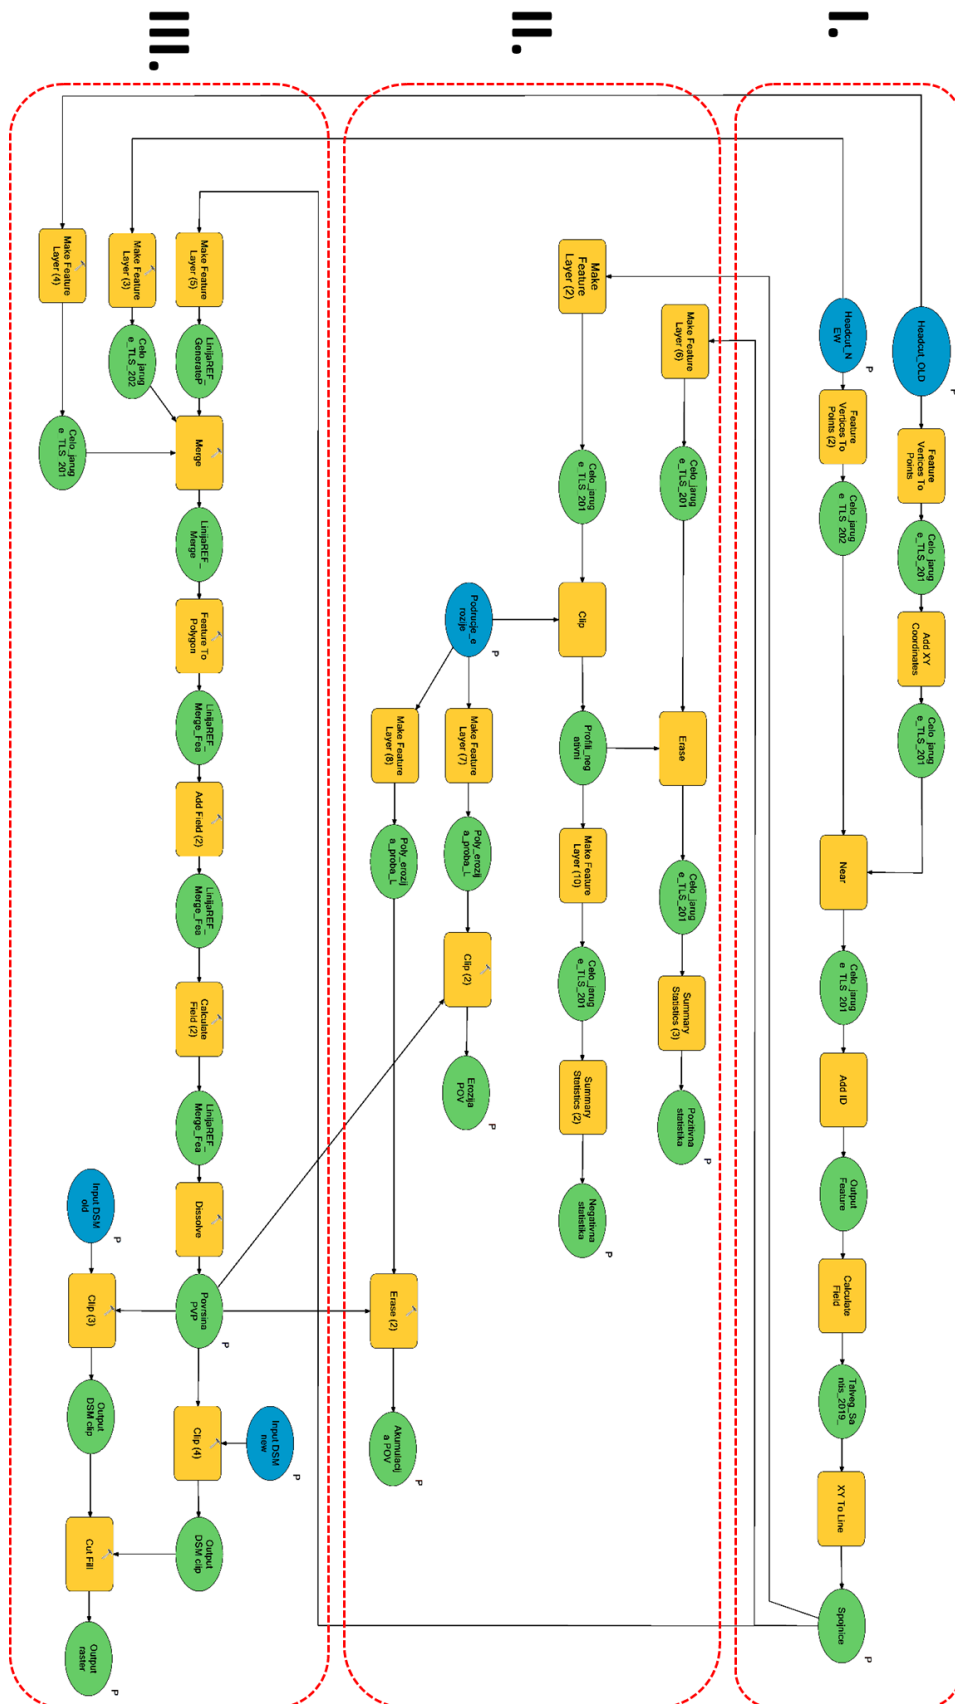 I.
Headcut_OLD
P
Feature
Vertices To
Points
Celo_jarug
e_TLS_201
Add XY
Coordinates
Celo_jarug
e_TLS_201
Headcut_N
EW
P
Feature
Vertices To
Points (2)
Celo_jarug
e_TLS_202
Near
Celo_jarug
e_TLS_201
Add ID
Output
Feature
Calculate
Field
Talveg_Sa
ntis_2019_
XY To Line
Spojnice
P
II.
Make Feature
Layer (6)
Celo_jarug
e_TLS_201
Erase
Celo_jarug
e_TLS_201
Summary
Statistics (3)
Pozitivna
statistika
P
Make
Feature
Layer (2)
Celo_jarug
e_TLS_201
Clip
Profili_neg
ativni
Make Feature
Layer (10)
Celo_jarug
e_TLS_201
Summary
Statistics (2)
Negativna
statistika
P
Podrucje_e
rozije
P
Make Feature
Layer (7)
Poly_erozij
a_proba_L
Clip (2)
Erozija
POV
P
Make Feature
Layer (8)
Poly_erozij
a_proba_L
Erase (2)
Akumulacij
a POV
P
III.
Make Feature
Layer (5)
LinijaREF_
GenerateP
Merge
LinijaREF_
Merge
Feature To
Polygon
LinijaREF_
Merge_Fea
Add Field (2)
LinijaREF_
Merge_Fea
Calculate
Field (2)
LinijaREF_
Merge_Fea
Dissolve
Povrsina
PVP
P
Make Feature
Layer (3)
Celo_jarug
e_TLS_202
Make Feature
Layer (4)
Celo_jarug
e_TLS_201
Input DSM
new
P
Clip (4)
Output
DSM clip
Input DSM
old
P
Clip (3)
Output
DSM clip
Cut Fill
Output
raster
P